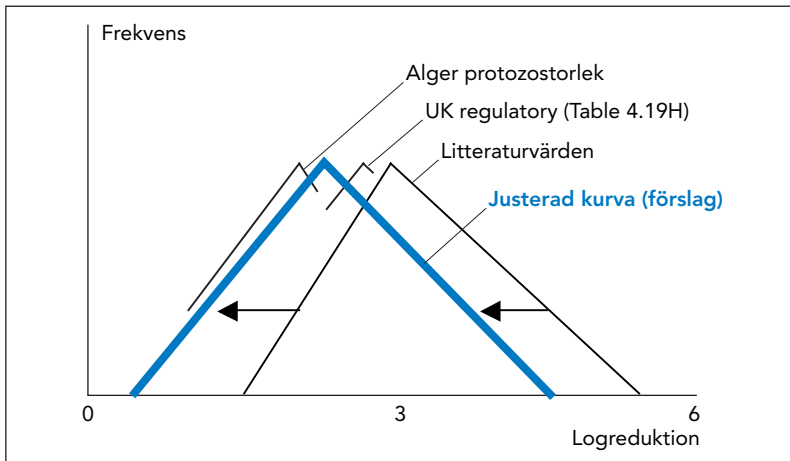 Frekvens
Alger protozostorlek
UK regulatory (Table 4.19H)
Litteraturvärden
Justerad kurva (förslag)
0 3 6
Logreduktion